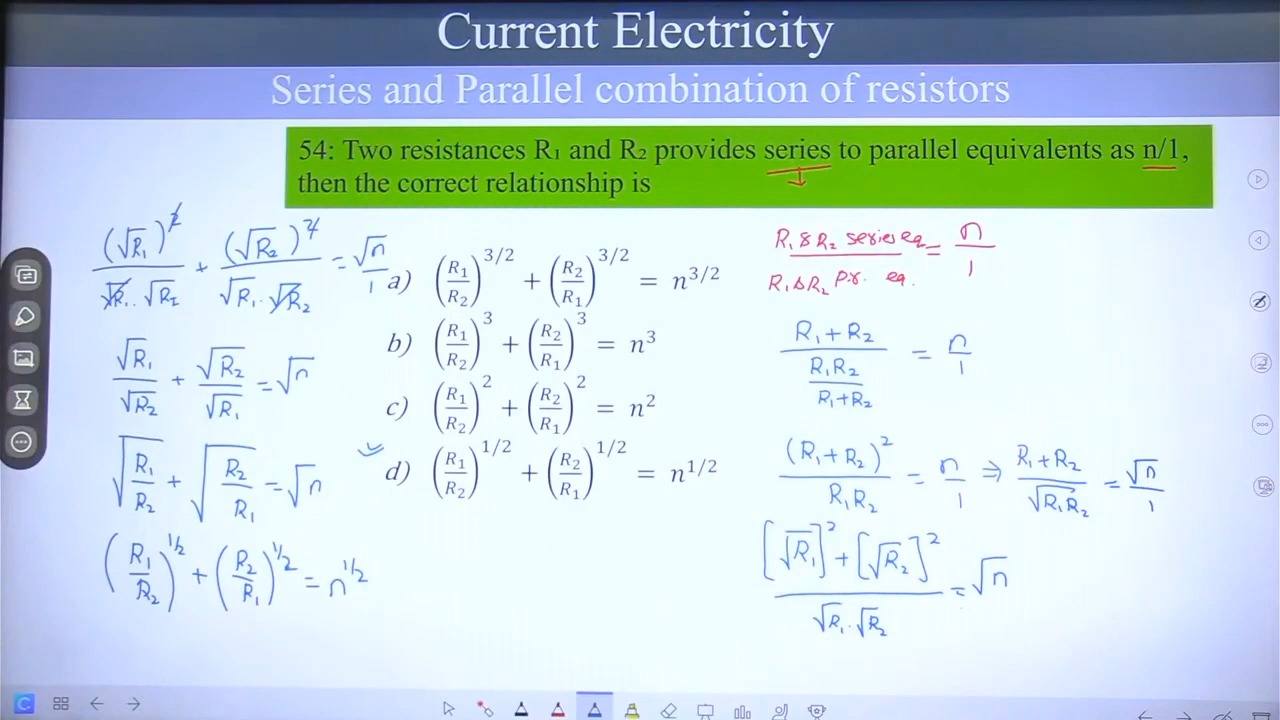 Current Electricity
Series and Parallel combination of resistors
54: Two resistances R₁ and R₂ provides series to parallel equivalents as n/1,
then the correct relationship is
a) (R₁/R₂)^3/2 + (R₂/R₁)^3/2 = n^3/2
b) (R₁/R₂)^3 + (R₂/R₁)^3 = n^3
c) (R₁/R₂)^2 + (R₂/R₁)^2 = n^2
d) (R₁/R₂)^1/2 + (R₂/R₁)^1/2 = n^1/2
R₁ & R₂ series eq / R₁ & R₂ pr. eq. = n/1
(R₁+R₂) / (R₁R₂/(R₁+R₂)) = n/1
(R₁+R₂)²/R₁R₂ = n/1 ⇒ (R₁+R₂)/√R₁R₂ = √n/1
([√R₁]²+[√R₂]²)/(√R₁.√R₂) = √n
(√R₁)²/(√R₁.√R₂) + (√R₂)²/(√R₁.√R₂) = √n/1
√R₁/√R₂ + √R₂/√R₁ = √n
√(R₁/R₂) + √(R₂/R₁) = √n
(R₁/R₂)^1/2 + (R₂/R₁)^1/2 = n^1/2
C